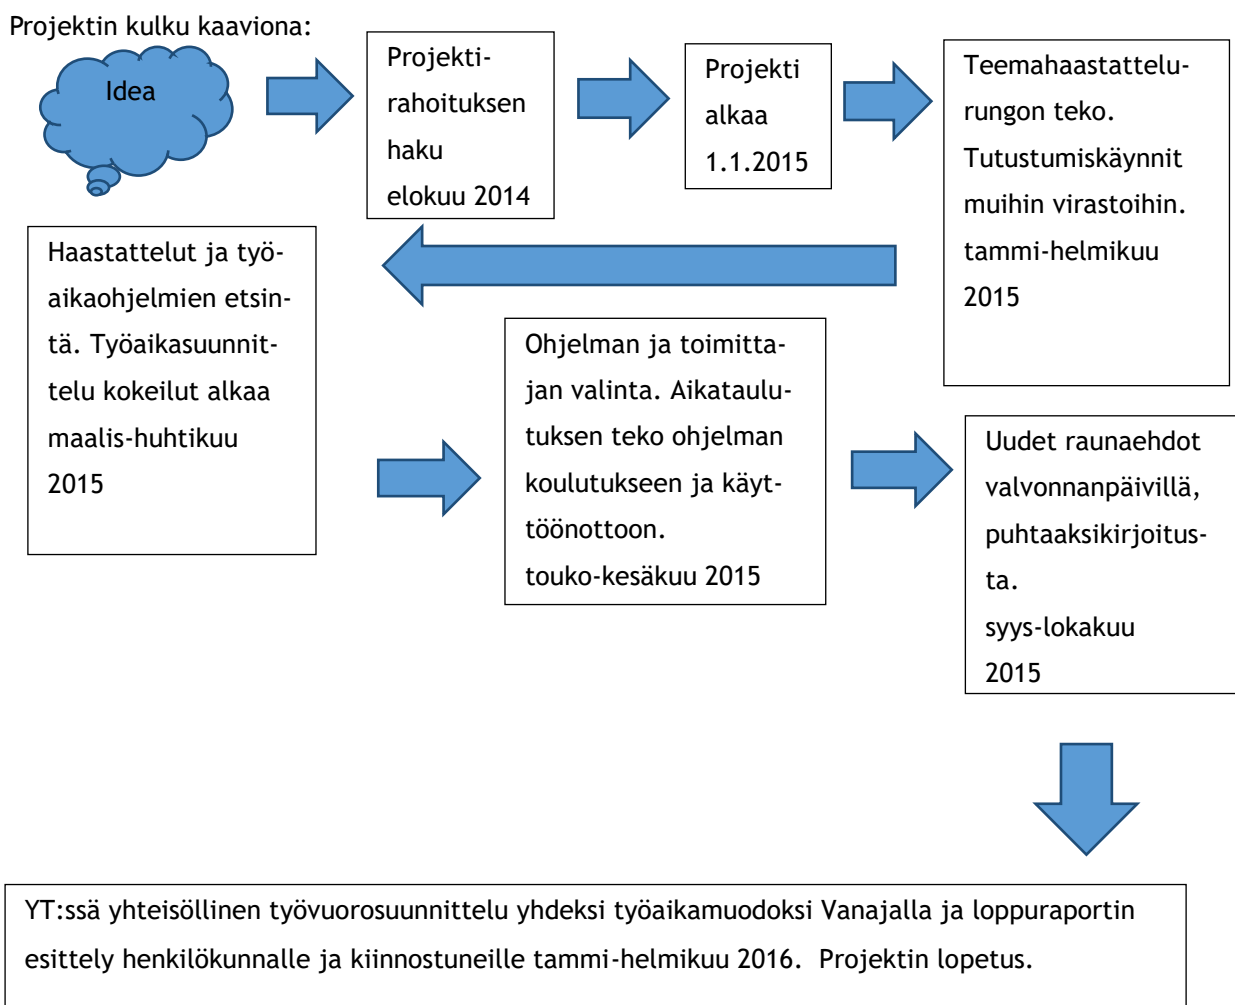 Projektin kulku kaaviona:
Idea
Projekti-
rahoituksen
haku
elokuu 2014
Projekti
alkaa
1.1.2015
Teemahaastattelu-
rungon teko.
Tutustumiskäynnit
muihin virastoihin.
tammi-helmikuu
2015
Haastattelut ja työ-
aikaohjelmien etsin-
tä. Työaikasuunnit-
telu kokeilut alkaa
maalis-huhtikuu
2015
Ohjelman ja toimitta-
jan valinta. Aikataulu-
tuksen teko ohjelman
koulutukseen ja käyt-
töönottoon.
touko-kesäkuu 2015
Uudet raunaehdot
valvonnanpäivillä,
puhtaaksikirjoitus-
ta.
syys-lokakuu
2015
YT:ssä yhteisöllinen työvuorosuunnittelu yhdeksi työaikamuodoksi Vanajalla ja loppuraportin
esittely henkilökunnalle ja kiinnostuneille tammi-helmikuu 2016. Projektin lopetus.